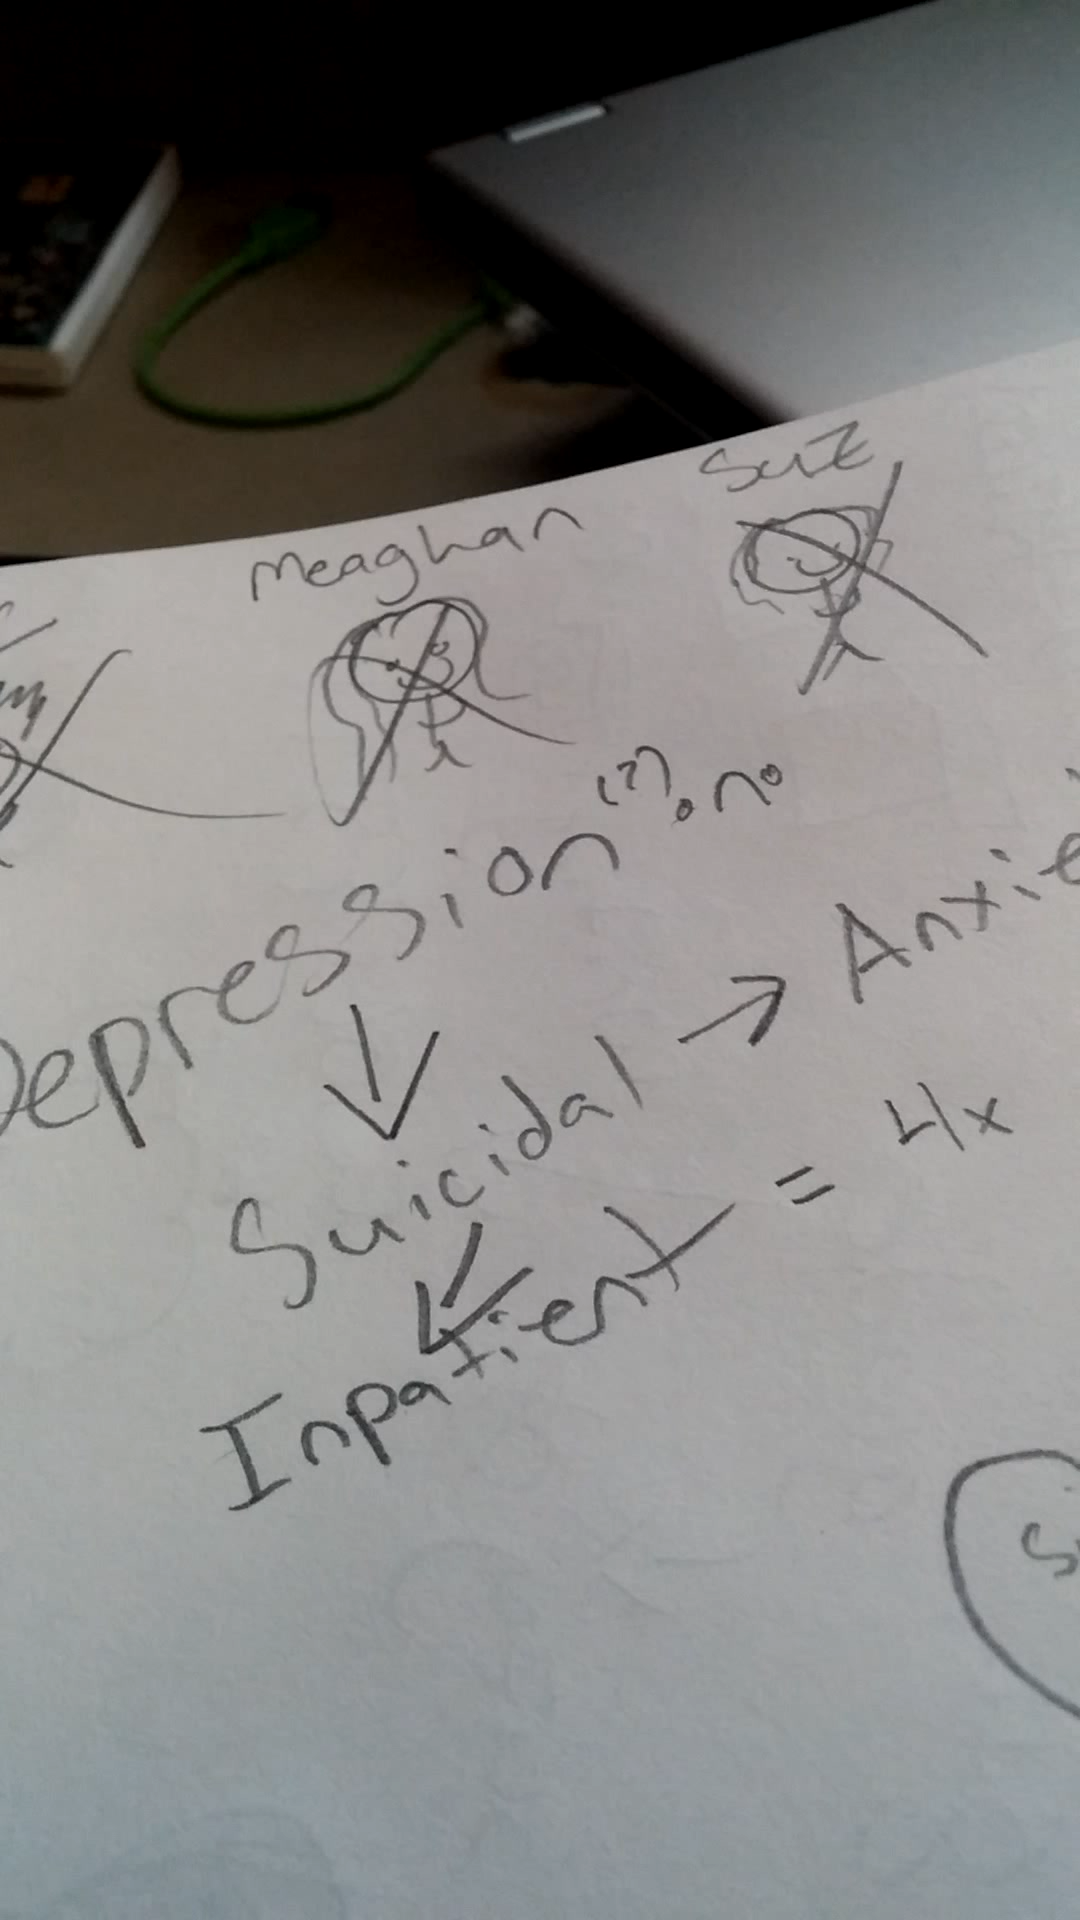 Meaghan
Suz
Depression (?). no
Suicidal → Anxie
Inpatient = 4x